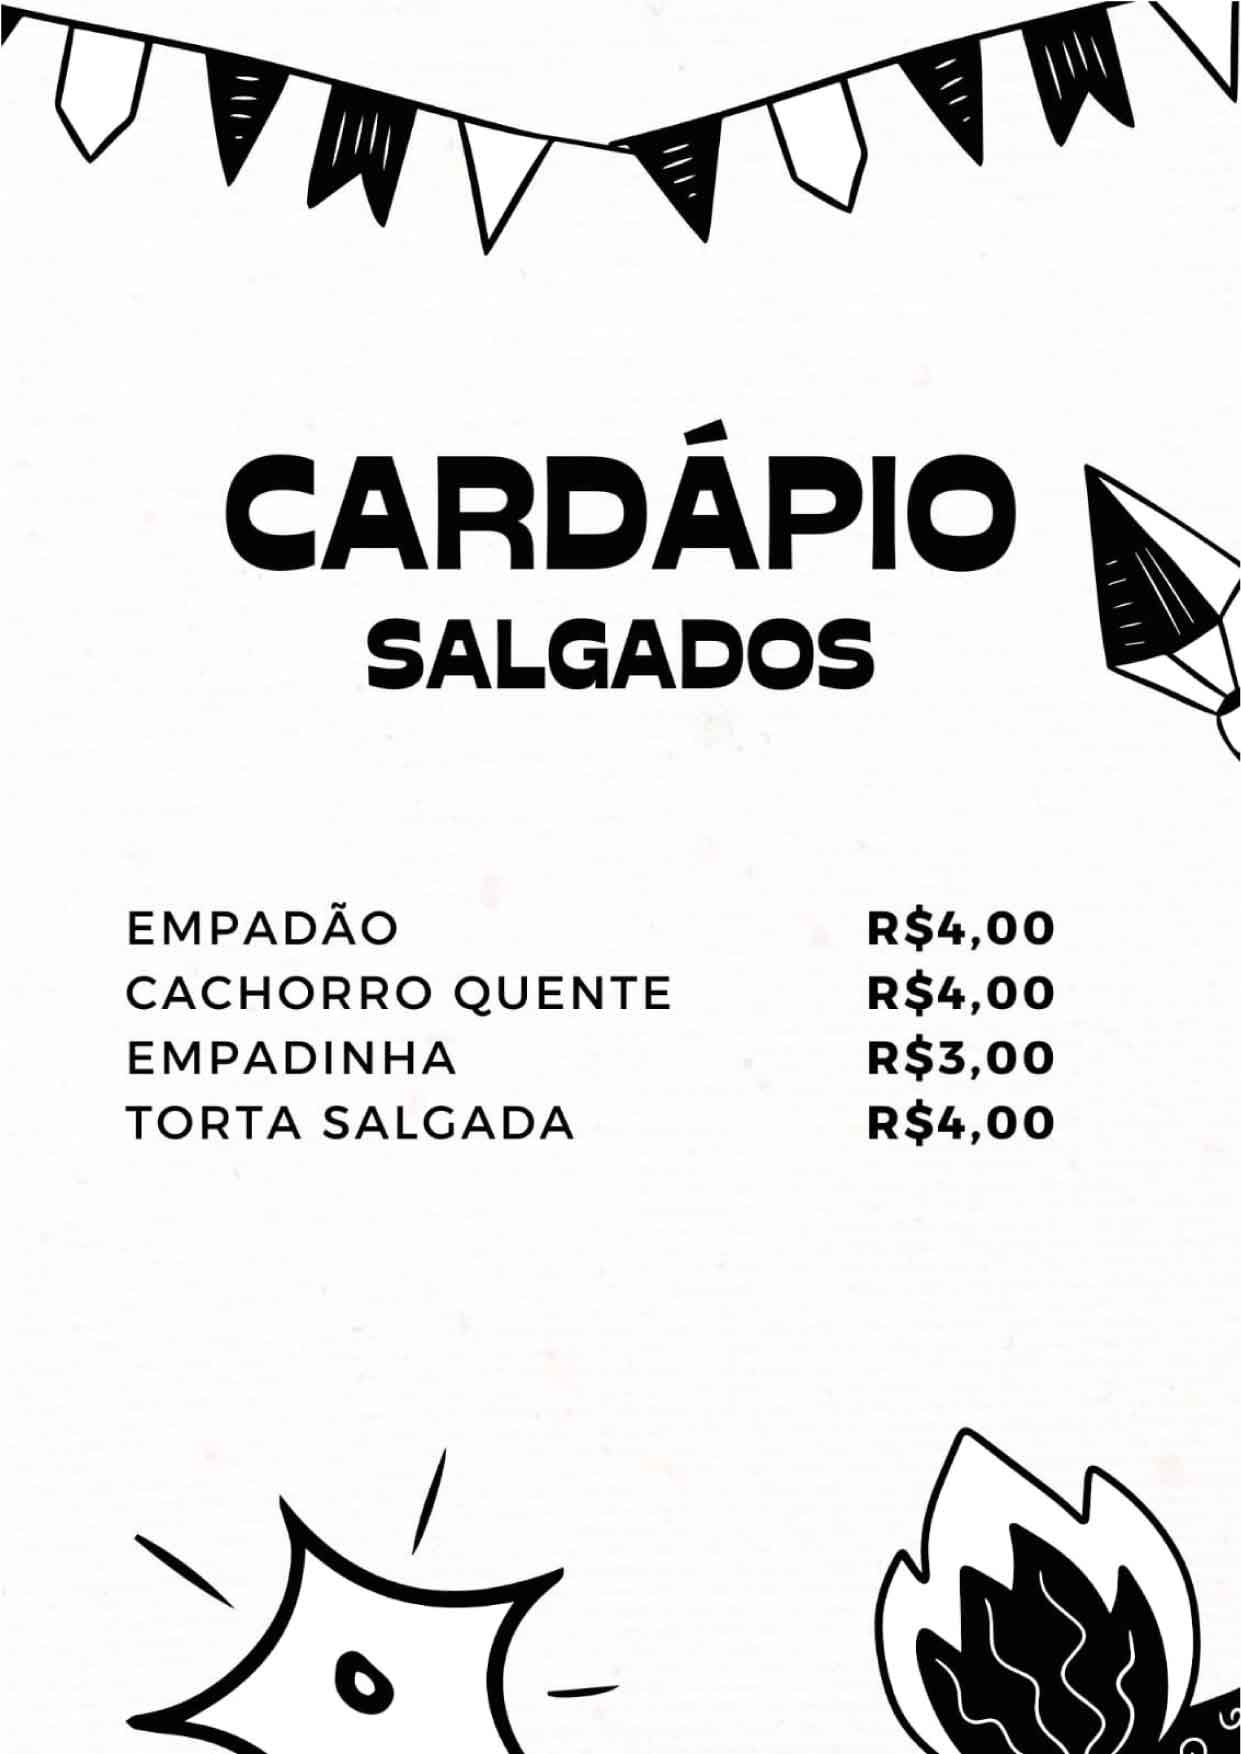 CARDÁPIO
SALGADOS
EMPADÃO R$4,00
CACHORRO QUENTE R$4,00
EMPADINHA R$3,00
TORTA SALGADA R$4,00